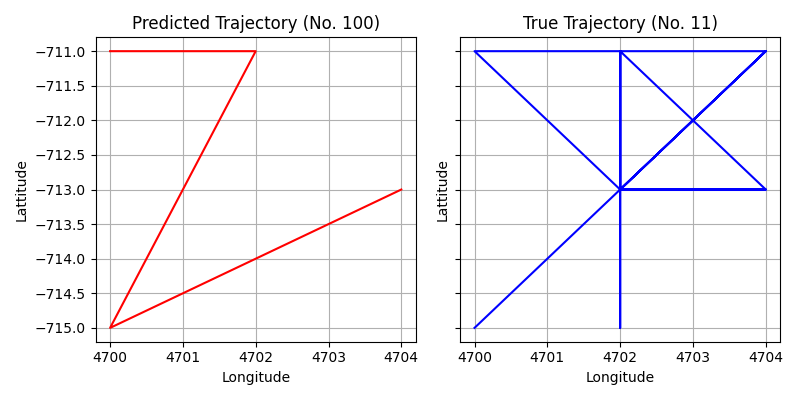 Predicted Trajectory (No. 100)
True Trajectory (No. 11)
Lattitude
−711.0
−711.5
−712.0
−712.5
−713.0
−713.5
−714.0
−714.5
−715.0
4700 4701 4702 4703 4704
Longitude
Lattitude
4700 4701 4702 4703 4704
Longitude